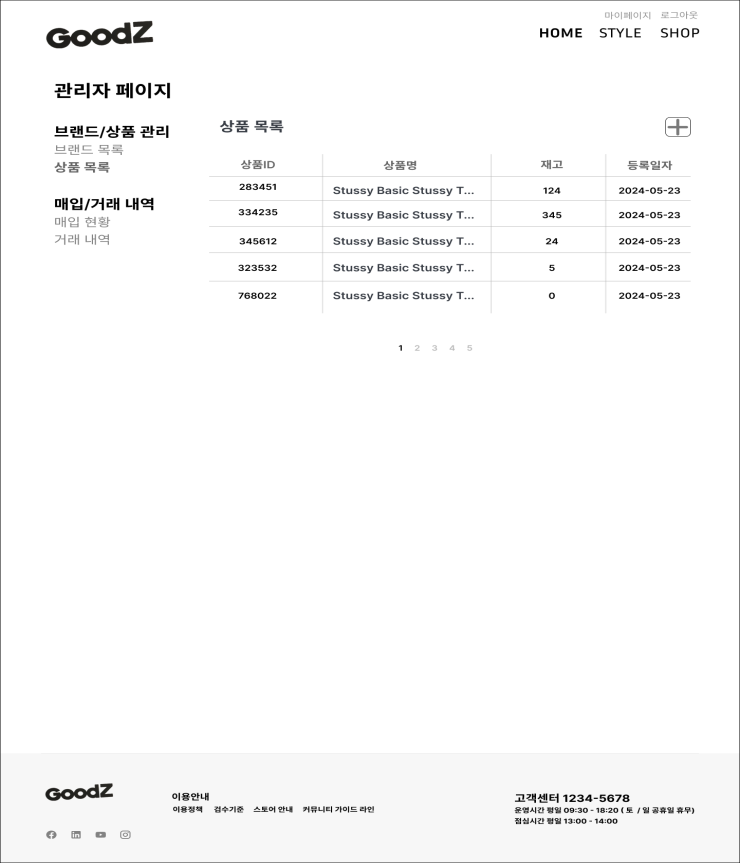 마이페이지 로그아웃
GoodZ
HOME STYLE SHOP
관리자 페이지
브랜드/상품 관리
브랜드 목록
상품 목록
매입/거래 내역
매입 현황
거래 내역
상품 목록
상품ID 상품명 재고 등록일자
283451 Stussy Basic Stussy T... 124 2024-05-23
334235 Stussy Basic Stussy T... 345 2024-05-23
345612 Stussy Basic Stussy T... 24 2024-05-23
323532 Stussy Basic Stussy T... 5 2024-05-23
768022 Stussy Basic Stussy T... 0 2024-05-23
1 2 3 4 5
GoodZ
이용안내
이용정책 검수기준 스토어 안내 커뮤니티 가이드 라인
고객센터 1234-5678
운영시간 평일 09:30 - 18:20 ( 토 / 일 공휴일 휴무)
점심시간 평일 13:00 - 14:00